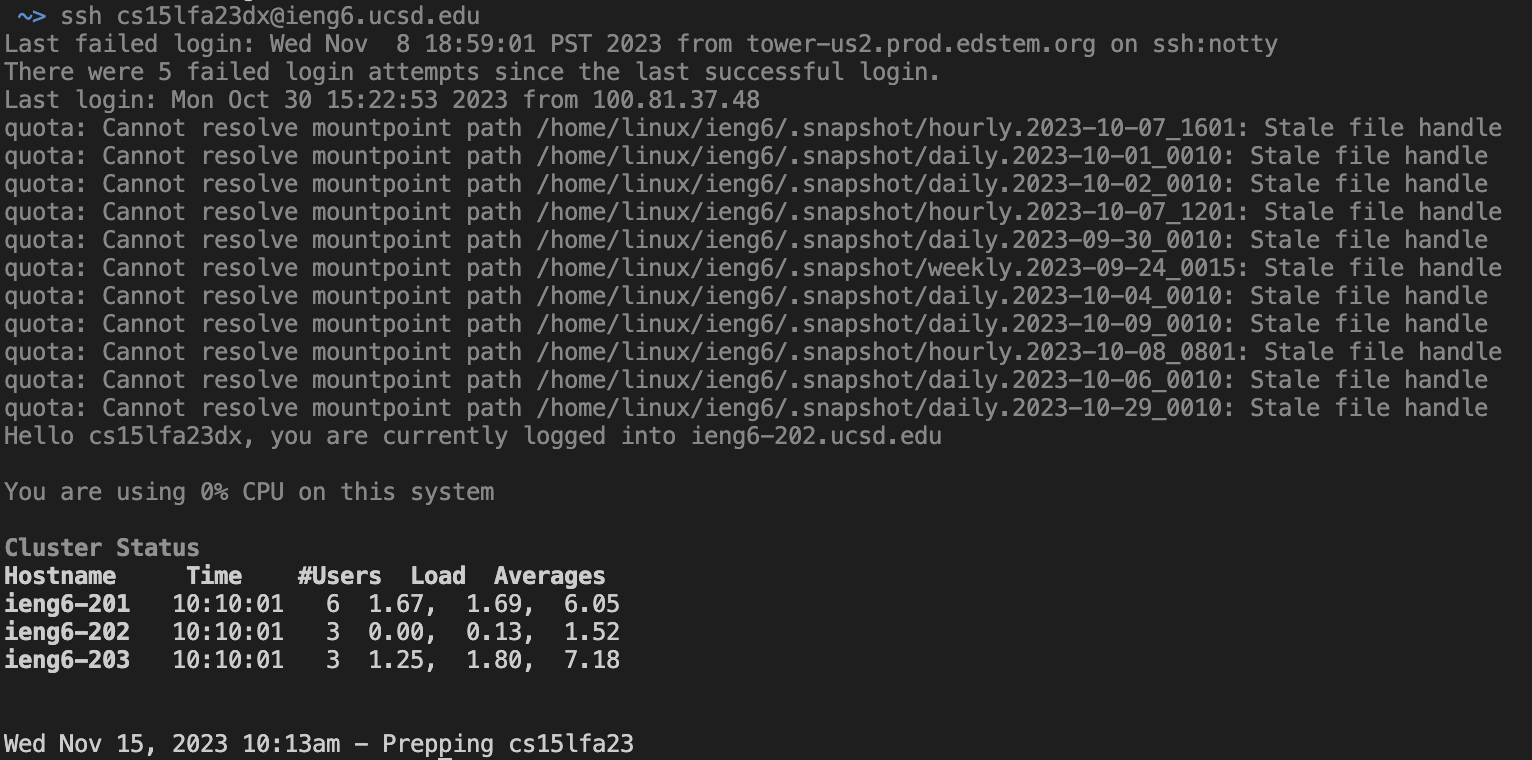 ~> ssh cs15lfa23dx@ieng6.ucsd.edu
Last failed login: Wed Nov  8 18:59:01 PST 2023 from tower-us2.prod.edstem.org on ssh:notty
There were 5 failed login attempts since the last successful login.
Last login: Mon Oct 30 15:22:53 2023 from 100.81.37.48
quota: Cannot resolve mountpoint path /home/linux/ieng6/.snapshot/hourly.2023-10-07_1601: Stale file handle
quota: Cannot resolve mountpoint path /home/linux/ieng6/.snapshot/daily.2023-10-01_0010: Stale file handle
quota: Cannot resolve mountpoint path /home/linux/ieng6/.snapshot/daily.2023-10-02_0010: Stale file handle
quota: Cannot resolve mountpoint path /home/linux/ieng6/.snapshot/hourly.2023-10-07_1201: Stale file handle
quota: Cannot resolve mountpoint path /home/linux/ieng6/.snapshot/daily.2023-09-30_0010: Stale file handle
quota: Cannot resolve mountpoint path /home/linux/ieng6/.snapshot/weekly.2023-09-24_0015: Stale file handle
quota: Cannot resolve mountpoint path /home/linux/ieng6/.snapshot/daily.2023-10-04_0010: Stale file handle
quota: Cannot resolve mountpoint path /home/linux/ieng6/.snapshot/daily.2023-10-09_0010: Stale file handle
quota: Cannot resolve mountpoint path /home/linux/ieng6/.snapshot/hourly.2023-10-08_0801: Stale file handle
quota: Cannot resolve mountpoint path /home/linux/ieng6/.snapshot/daily.2023-10-06_0010: Stale file handle
quota: Cannot resolve mountpoint path /home/linux/ieng6/.snapshot/daily.2023-10-29_0010: Stale file handle
Hello cs15lfa23dx, you are currently logged into ieng6-202.ucsd.edu
You are using 0% CPU on this system
Cluster Status
Hostname     Time    #Users  Load  Averages
ieng6-201   10:10:01   6  1.67,  1.69,  6.05
ieng6-202   10:10:01   3  0.00,  0.13,  1.52
ieng6-203   10:10:01   3  1.25,  1.80,  7.18
Wed Nov 15, 2023 10:13am - Prepping cs15lfa23